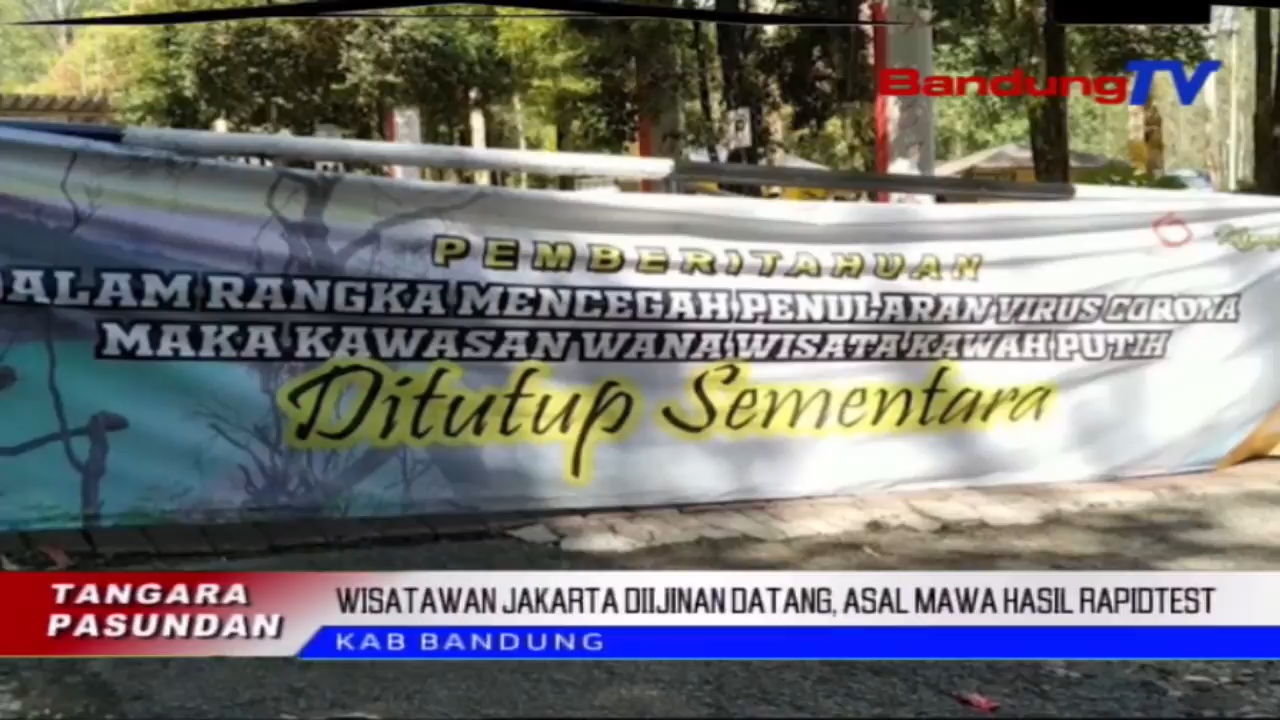 BandungTV
PEMBERITAHUAN
DALAM RANGKA MENCEGAH PENULARAN VIRUS CORONA
MAKA KAWASAN WANA WISATA KAWAH PUTIH
Ditutup Sementara
TANGARA
PASUNDAN
WISATAWAN JAKARTA DIIJINAN DATANG, ASAL MAWA HASIL RAPIDTEST
KAB BANDUNG